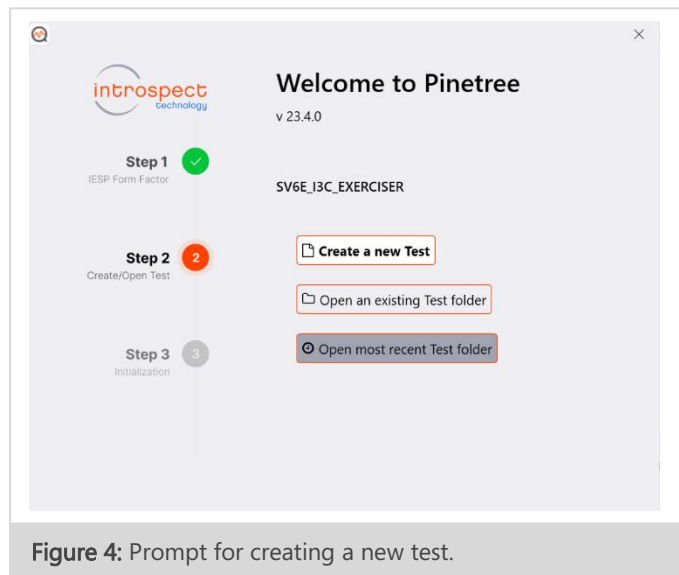 introspect
technology
Welcome to Pinetree
v 23.4.0
Step 1
IESP Form Factor
SV6E_I3C_EXERCISER
Step 2
2
Create/Open Test
Create a new Test
Open an existing Test folder
Step 3
3
Initialization
Open most recent Test folder
Figure 4: Prompt for creating a new test.